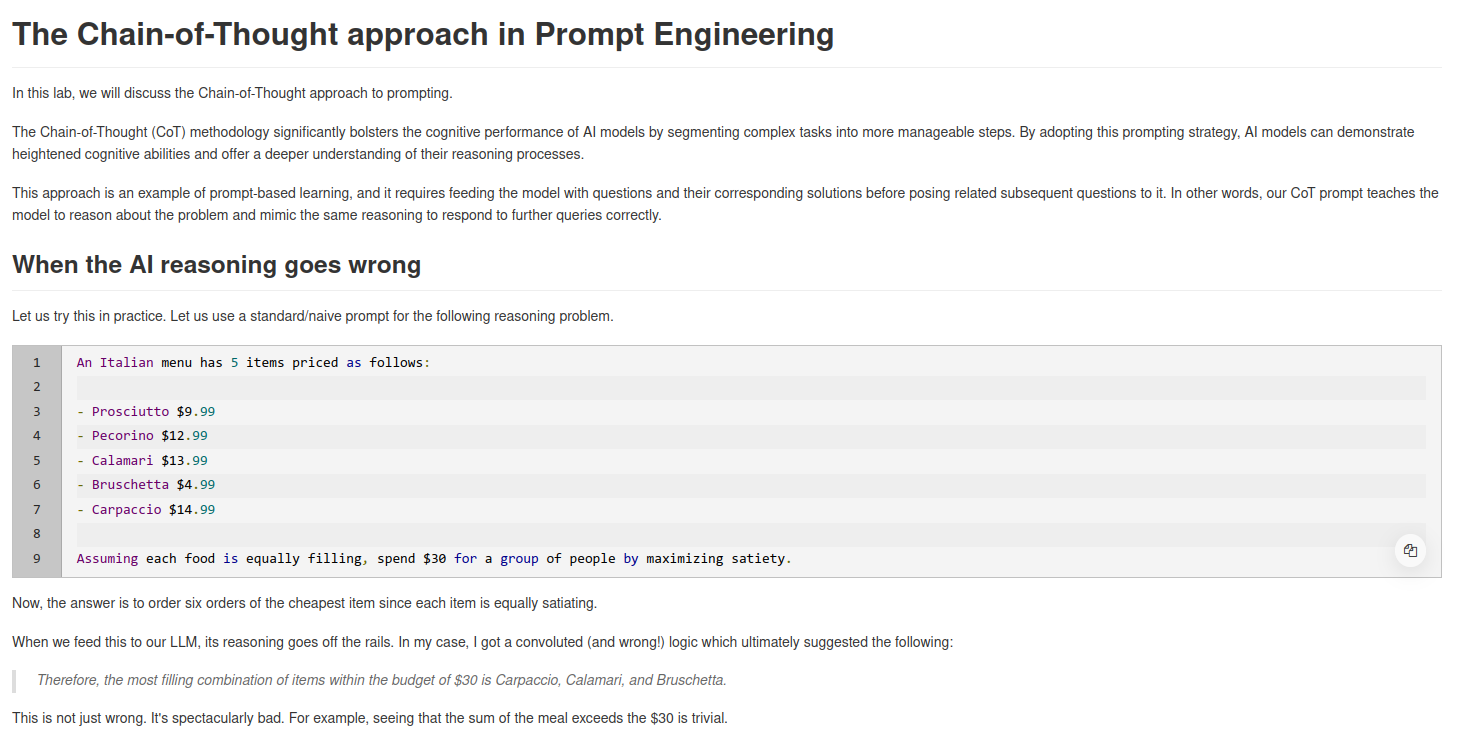 The Chain-of-Thought approach in Prompt Engineering
In this lab, we will discuss the Chain-of-Thought approach to prompting.
The Chain-of-Thought (CoT) methodology significantly bolsters the cognitive performance of AI models by segmenting complex tasks into more manageable steps. By adopting this prompting strategy, AI models can demonstrate
heightened cognitive abilities and offer a deeper understanding of their reasoning processes.
This approach is an example of prompt-based learning, and it requires feeding the model with questions and their corresponding solutions before posing related subsequent questions to it. In other words, our CoT prompt teaches the
model to reason about the problem and mimic the same reasoning to respond to further queries correctly.
When the AI reasoning goes wrong
Let us try this in practice. Let us use a standard/naive prompt for the following reasoning problem.
1 An Italian menu has 5 items priced as follows:
2
3 - Prosciutto $9.99
4 - Pecorino $12.99
5 - Calamari $13.99
6 - Bruschetta $4.99
7 - Carpaccio $14.99
8
9 Assuming each food is equally filling, spend $30 for a group of people by maximizing satiety.
Now, the answer is to order six orders of the cheapest item since each item is equally satiating.
When we feed this to our LLM, its reasoning goes off the rails. In my case, I got a convoluted (and wrong!) logic which ultimately suggested the following:
Therefore, the most filling combination of items within the budget of $30 is Carpaccio, Calamari, and Bruschetta.
This is not just wrong. It's spectacularly bad. For example, seeing that the sum of the meal exceeds the $30 is trivial.